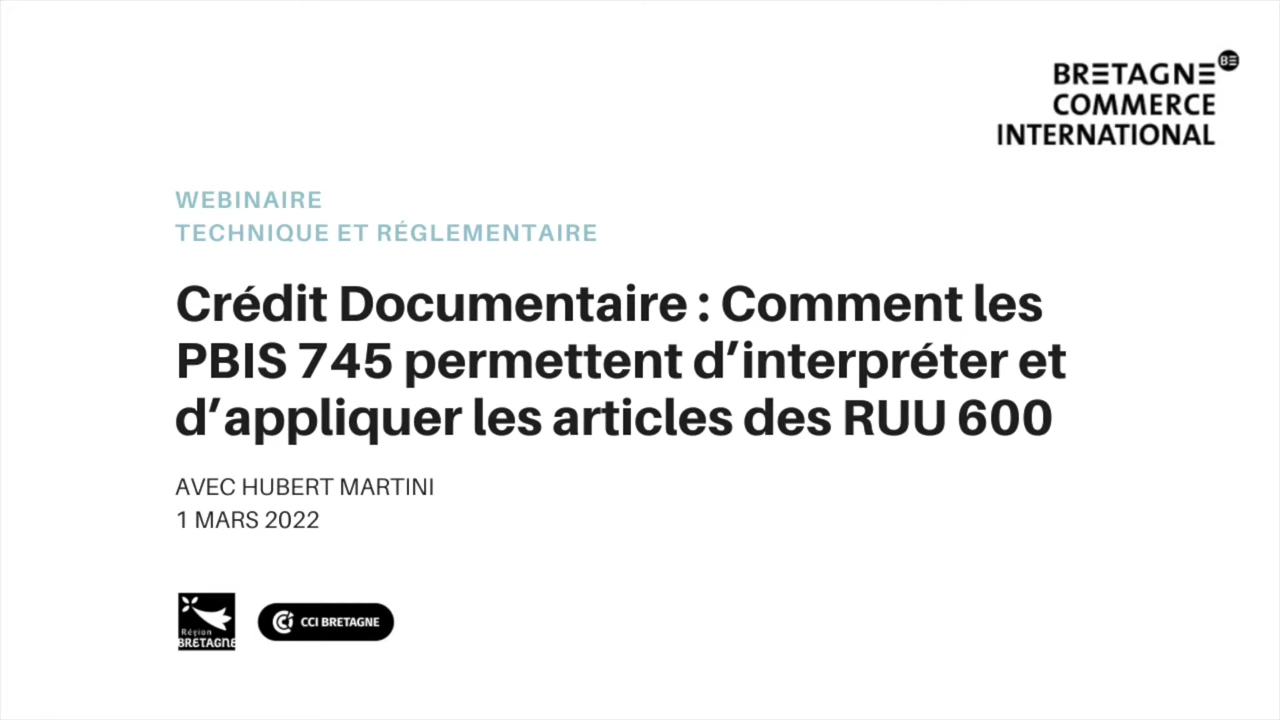 BRETAGNE
COMMERCE
INTERNATIONAL
WEBINAIRE
TECHNIQUE ET RÉGLEMENTAIRE
Crédit Documentaire : Comment les
PBIS 745 permettent d’interpréter et
d’appliquer les articles des RUU 600
AVEC HUBERT MARTINI
1 MARS 2022
Région
BRETAGNE
CCI BRETAGNE